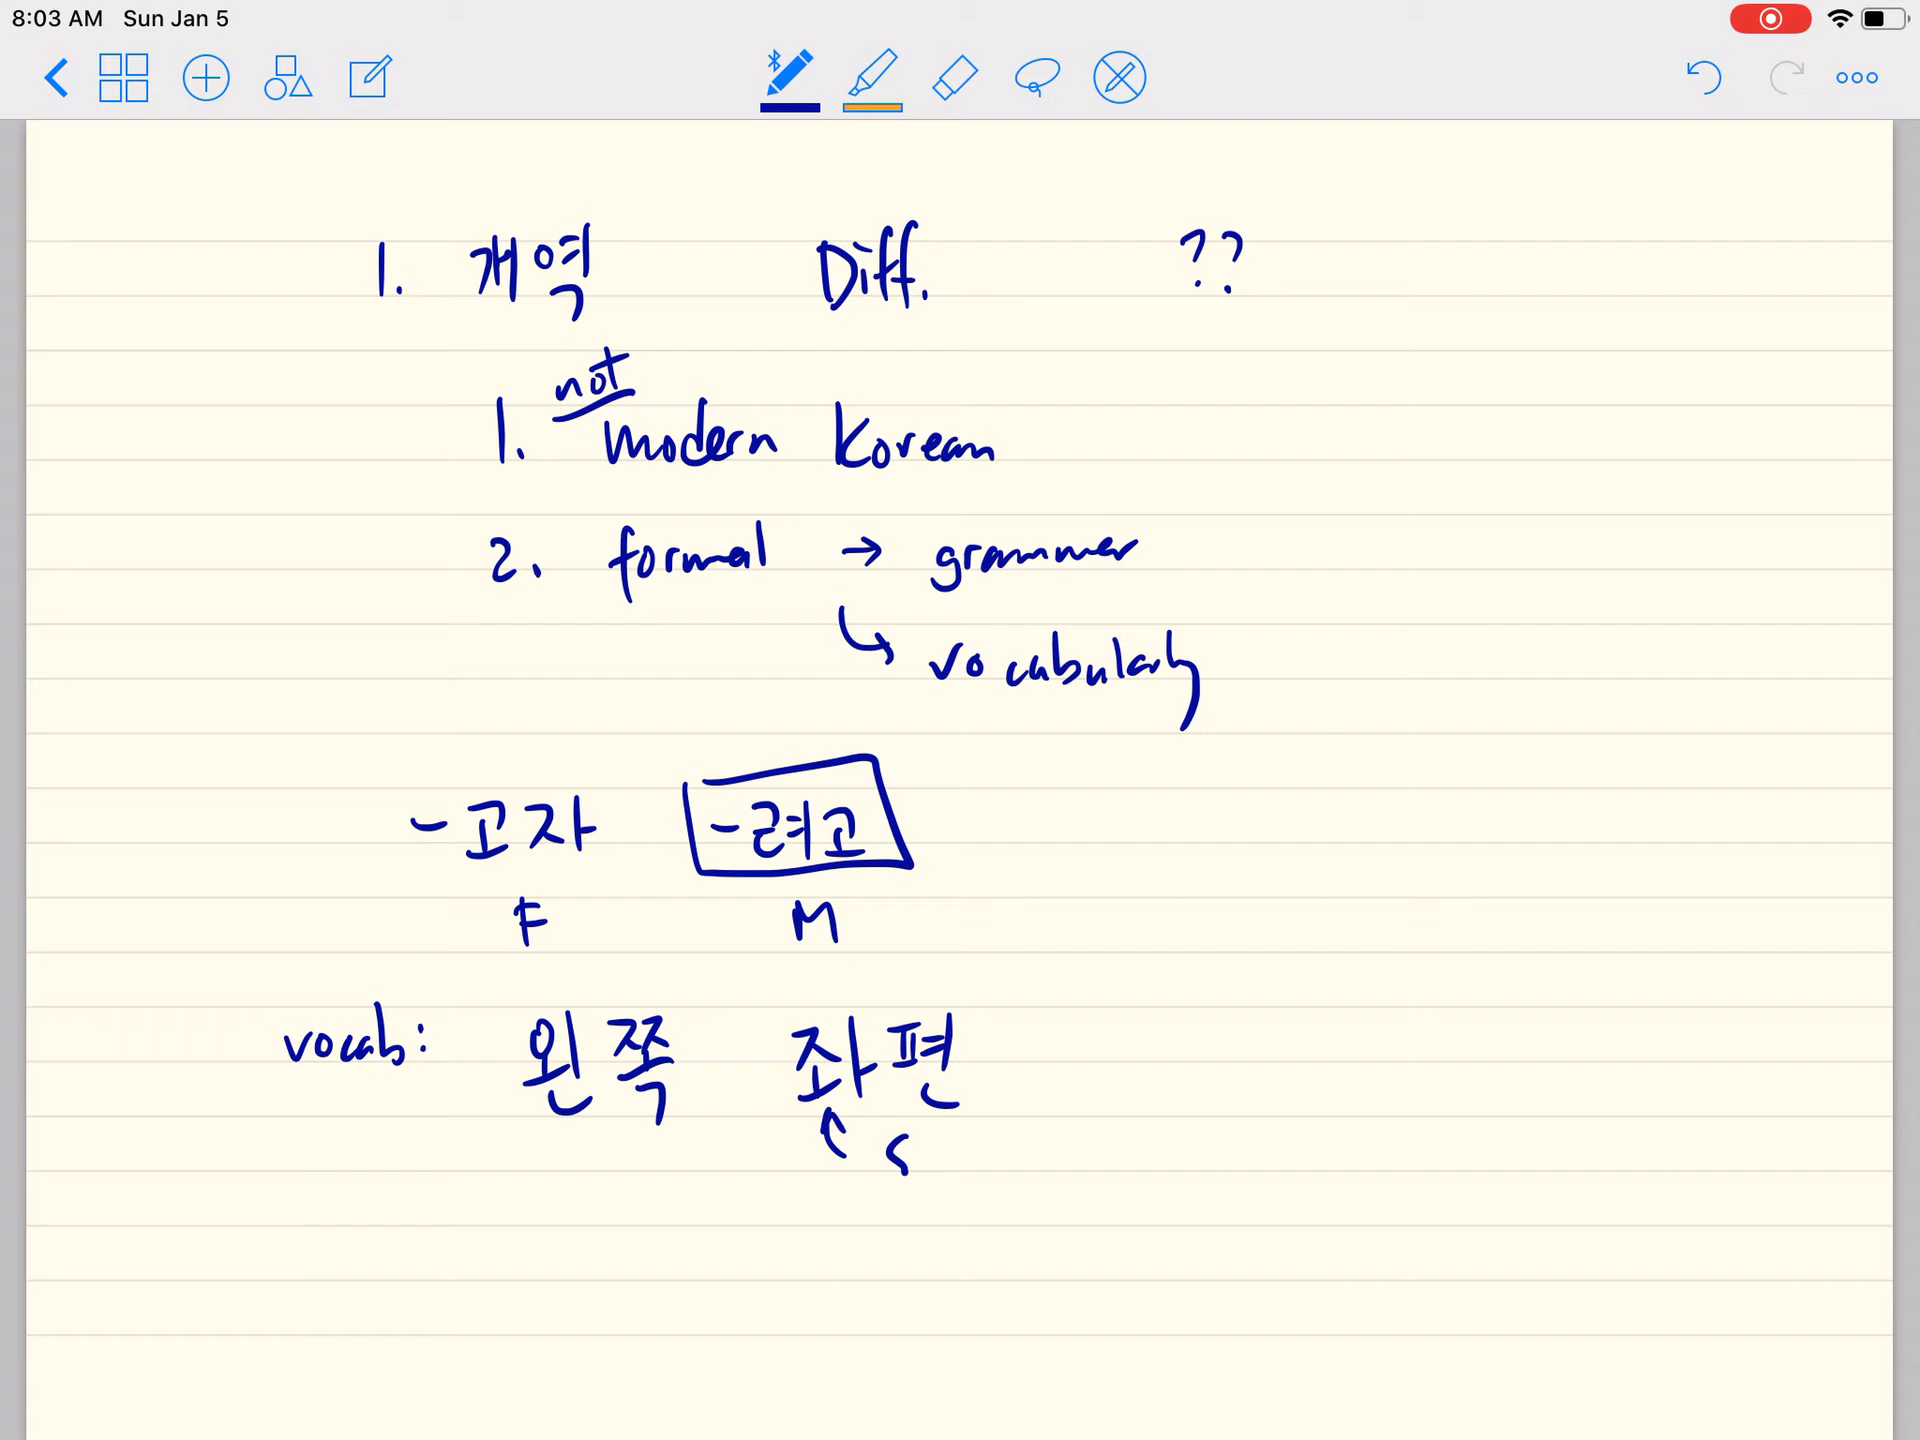 8:03 AM Sun Jan 5
1. 개역 Diff. ??
not
1. modern Korean
2. formal → grammer
↳ vocabulary
-고자 -려고
F M
vocab: 왼쪽 좌편